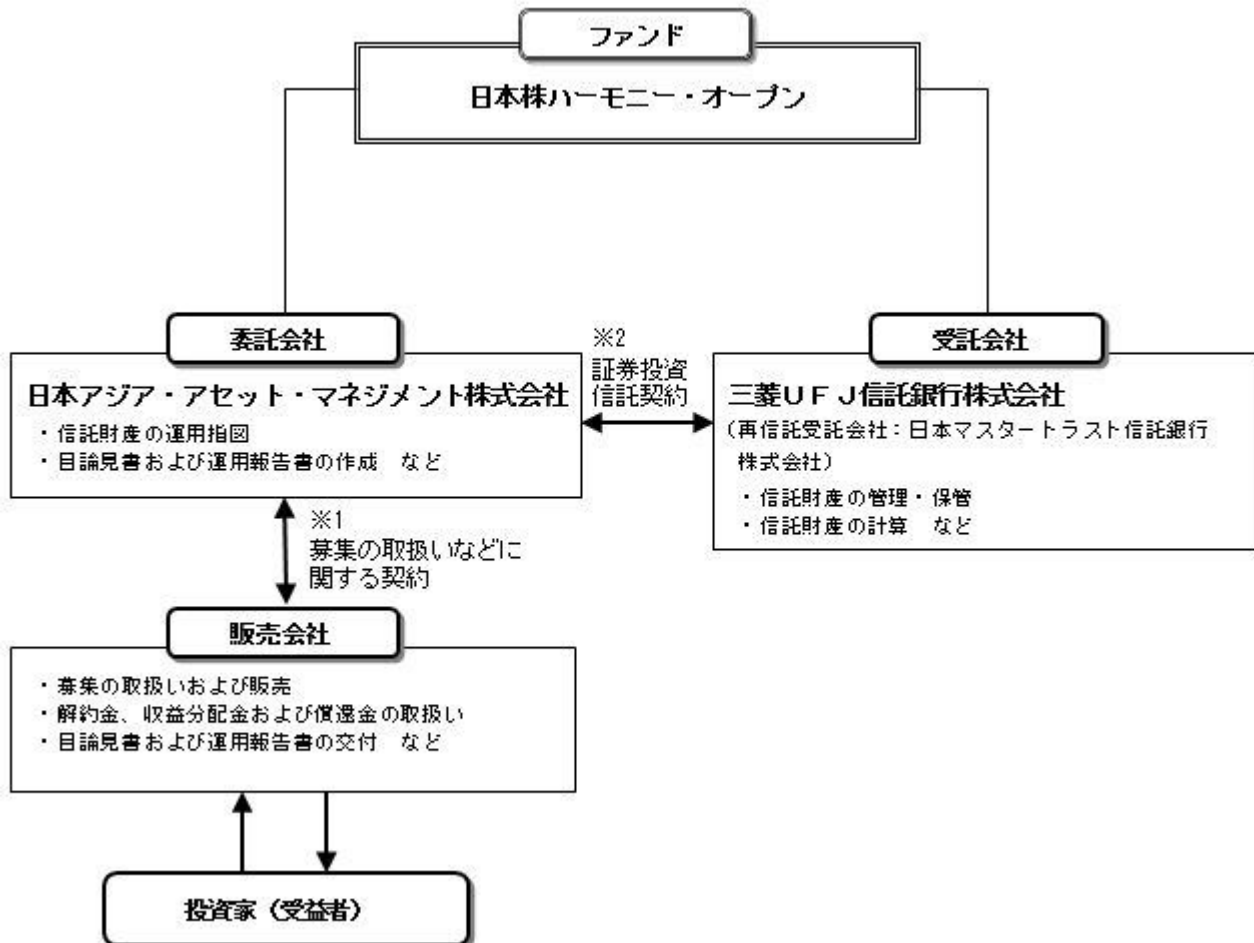 ファンド
日本株ハーモニー・オープン
委託会社
日本アジア・アセット・マネジメント株式会社
・信託財産の運用指図
・目論見書および運用報告書の作成　など
※2
証券投資
信託契約
受託会社
三菱ＵＦＪ信託銀行株式会社
（再信託受託会社：日本マスタートラスト信託銀行
株式会社）
・信託財産の管理・保管
・信託財産の計算　など
※1
募集の取扱いなどに
関する契約
販売会社
・募集の取扱いおよび販売
・解約金、収益分配金および償還金の取扱い
・目論見書および運用報告書の交付　など
投資家（受益者）